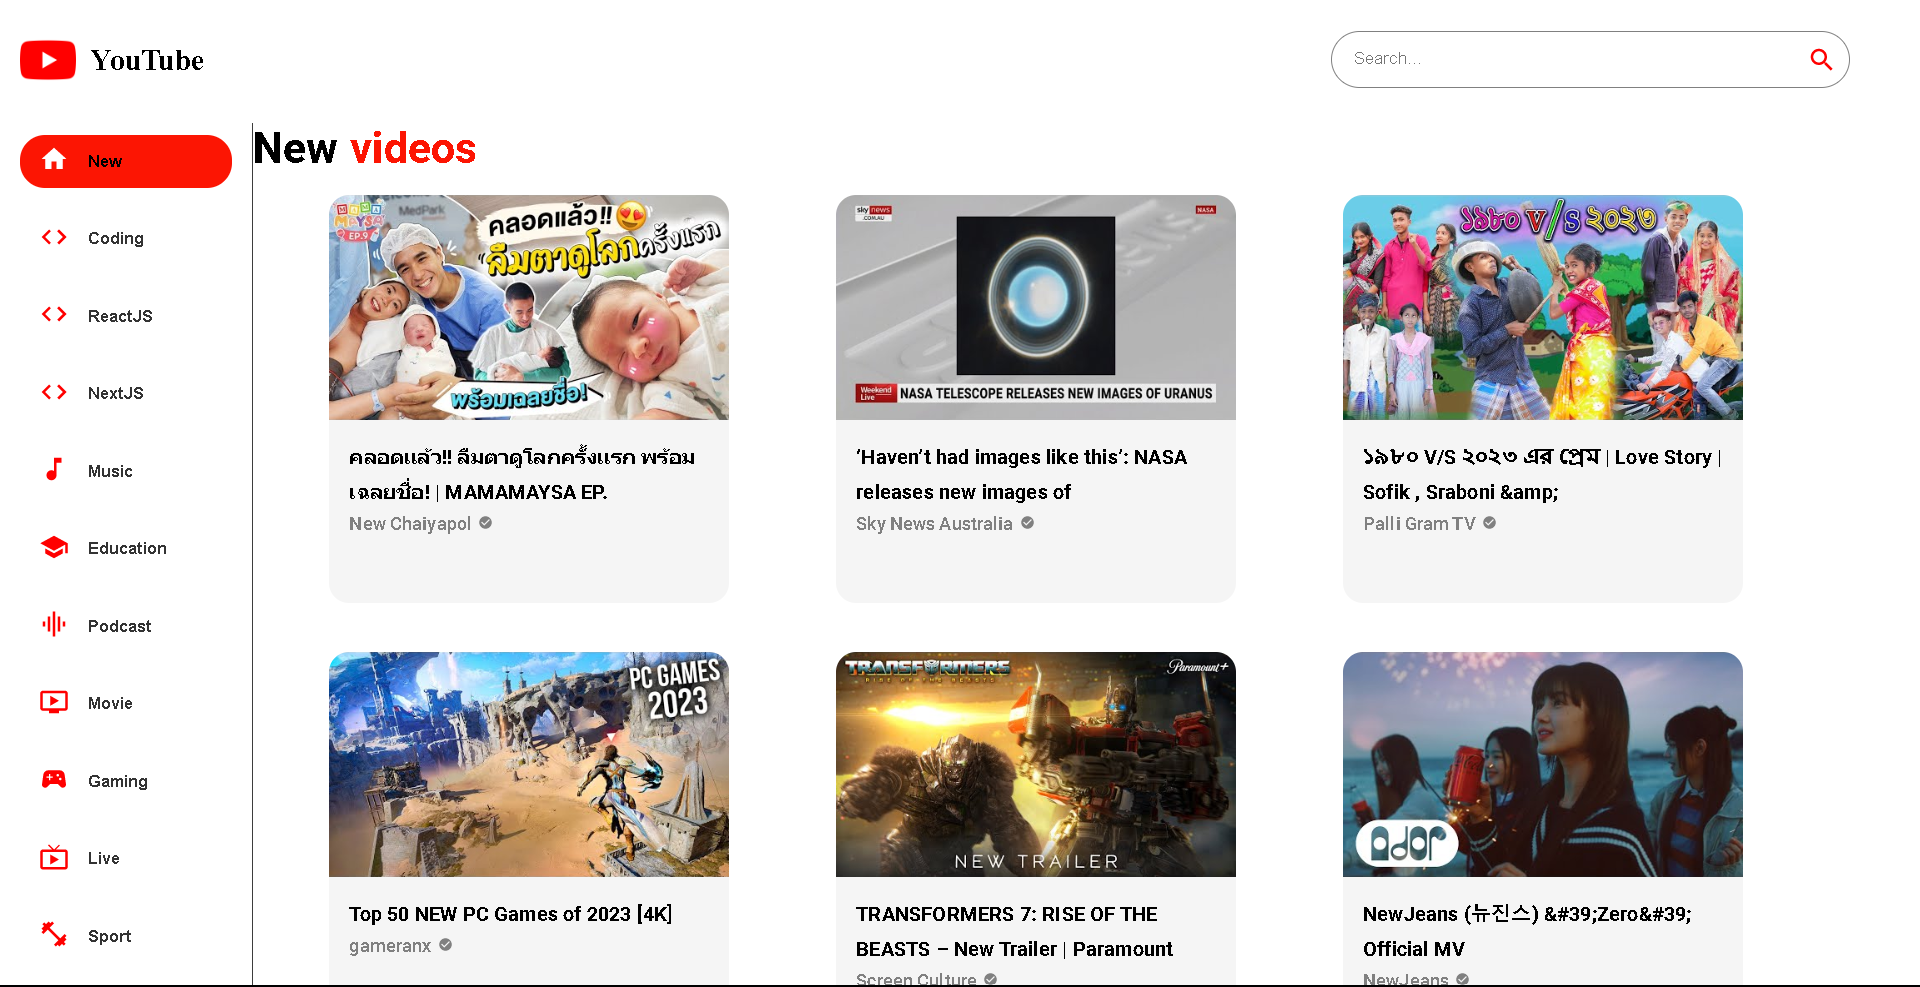 YouTube
Search...
New
Coding
ReactJS
NextJS
Music
Education
Podcast
Movie
Gaming
Live
Sport
New videos
MAMA
MAYSA
EP.9
MedPark
คลอดแล้ว!!
"ลืมตาดูโลกครั้งแรก
พร้อมเฉลยชื่อ!
คลอดแล้ว!! ลืมตาดูโลกครั้งแรก พร้อม
เฉลยชื่อ! | MAMAMAYSA EP.
New Chaiyapol
sky news
.COM.AU
NASA
Weekend
Live
NASA TELESCOPE RELEASES NEW IMAGES OF URANUS
‘Haven’t had images like this’: NASA
releases new images of
Sky News Australia
১৯৮০ V/S ২০২৩
১৯৮০ V/S ২০২৩ এর প্রেম | Love Story |
Sofik , Sraboni &amp;
Palli Gram TV
PC GAMES
2023
Top 50 NEW PC Games of 2023 [4K]
gameranx
TRANSFORMERS
RISE OF THE BEASTS
Paramount+
NEW TRAILER
TRANSFORMERS 7: RISE OF THE
BEASTS – New Trailer | Paramount
Screen Culture
ador
NewJeans (뉴진스) &#39;Zero&#39;
Official MV
NewJeans